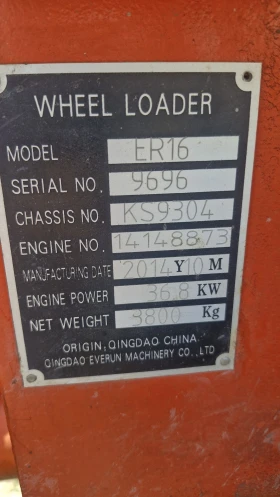 WHEEL LOADER
MODEL ER16
SERIAL NO. 9696
CHASSIS NO. KS9304
ENGINE NO. 14148873
MANUFACTURING DATE 2014 Y 10 M
ENGINE POWER 36.8 KW
NET WEIGHT 3800 Kg
ORIGIN: QINGDAO CHINA
QINGDAO EVERUN MACHINERY CO., LTD